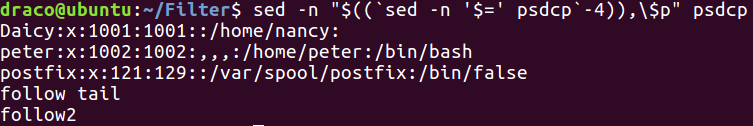 draco@ubuntu:~/Filter$ sed -n "$((`sed -n '$=' psdcp`-4)),\$p" psdcp
Daicy:x:1001:1001::/home/nancy:
peter:x:1002:1002:,,,:/home/peter:/bin/bash
postfix:x:121:129::/var/spool/postfix:/bin/false
follow tail
follow2